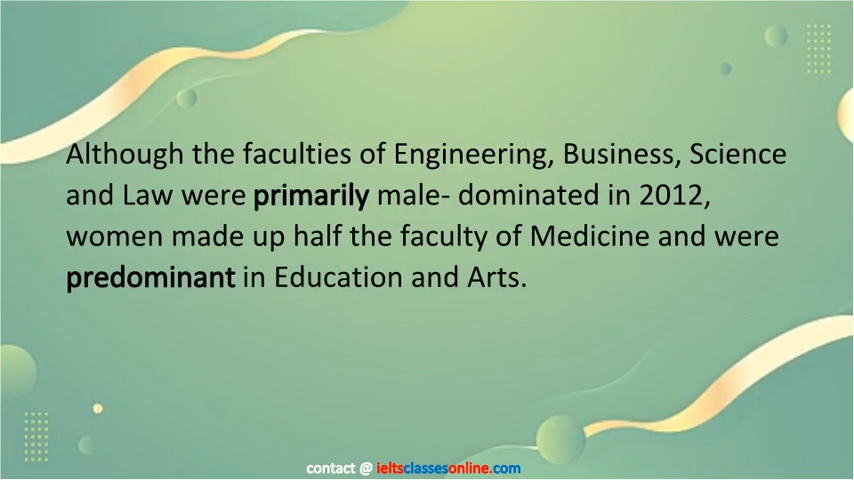 Although the faculties of Engineering, Business, Science
and Law were primarily male- dominated in 2012,
women made up half the faculty of Medicine and were
predominant in Education and Arts.
contact @ ieltsclassesonline.com